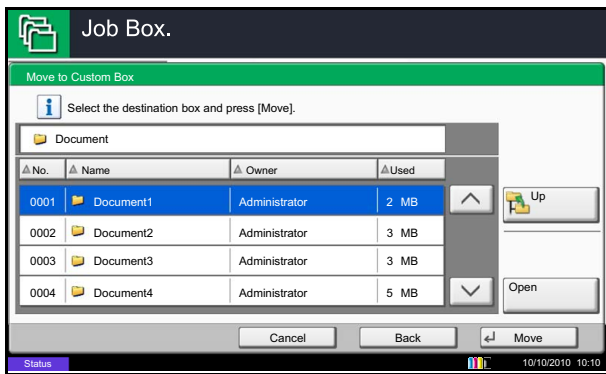 Job Box.
Move to Custom Box
i Select the destination box and press [Move].
Document
No. Name Owner Used
0001 Document1 Administrator 2 MB
Up
0002 Document2 Administrator 3 MB
0003 Document3 Administrator 3 MB
0004 Document4 Administrator 5 MB
Open
Cancel Back Move
Status 10/10/2010 10:10